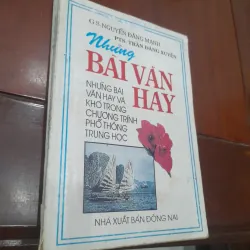 G.S. NGUYỄN ĐĂNG MẠNH
PTS. TRẦN ĐĂNG XUYỀN
Những
BÀI VĂN
HAY
NHỮNG BÀI
VĂN HAY VÀ
KHÓ TRONG
CHƯƠNG TRÌNH
PHỔ THÔNG
TRUNG HỌC
NHÀ XUẤT BẢN ĐỒNG NAI